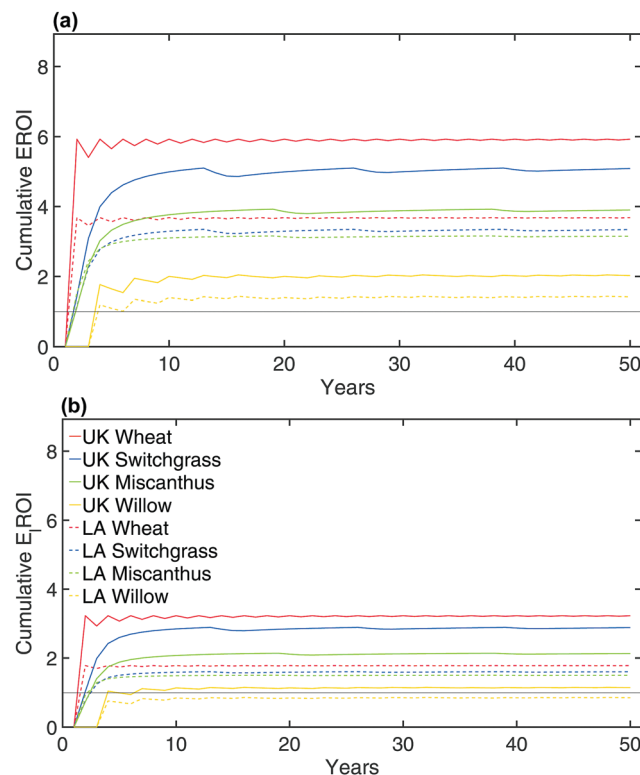 (a)
Cumulative EROI
8
6
4
2
0
0 10 20 30 40 50
Years
(b)
Cumulative E_IROI
8
6
4
2
0
UK Wheat
UK Switchgrass
UK Miscanthus
UK Willow
LA Wheat
LA Switchgrass
LA Miscanthus
LA Willow
0 10 20 30 40 50
Years